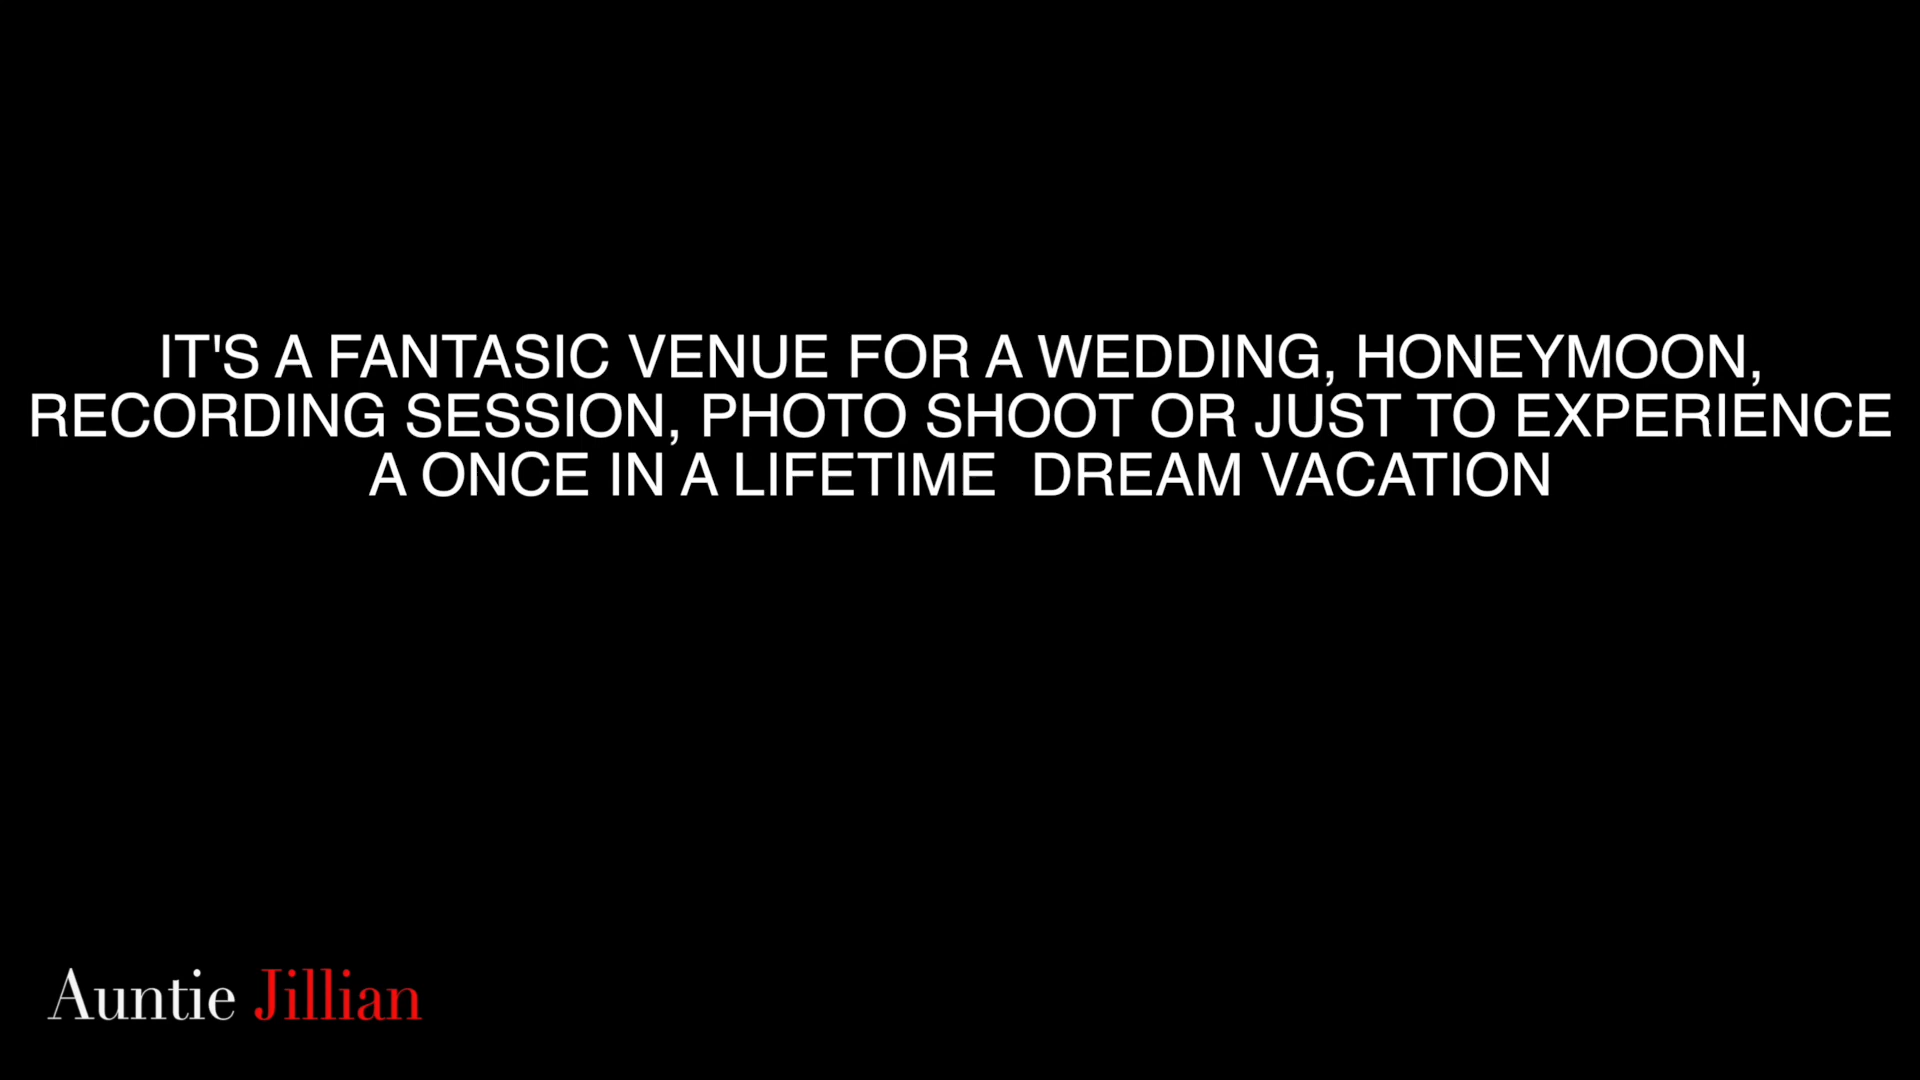 IT'S A FANTASIC VENUE FOR A WEDDING, HONEYMOON,
RECORDING SESSION, PHOTO SHOOT OR JUST TO EXPERIENCE
A ONCE IN A LIFETIME  DREAM VACATION
Auntie Jillian